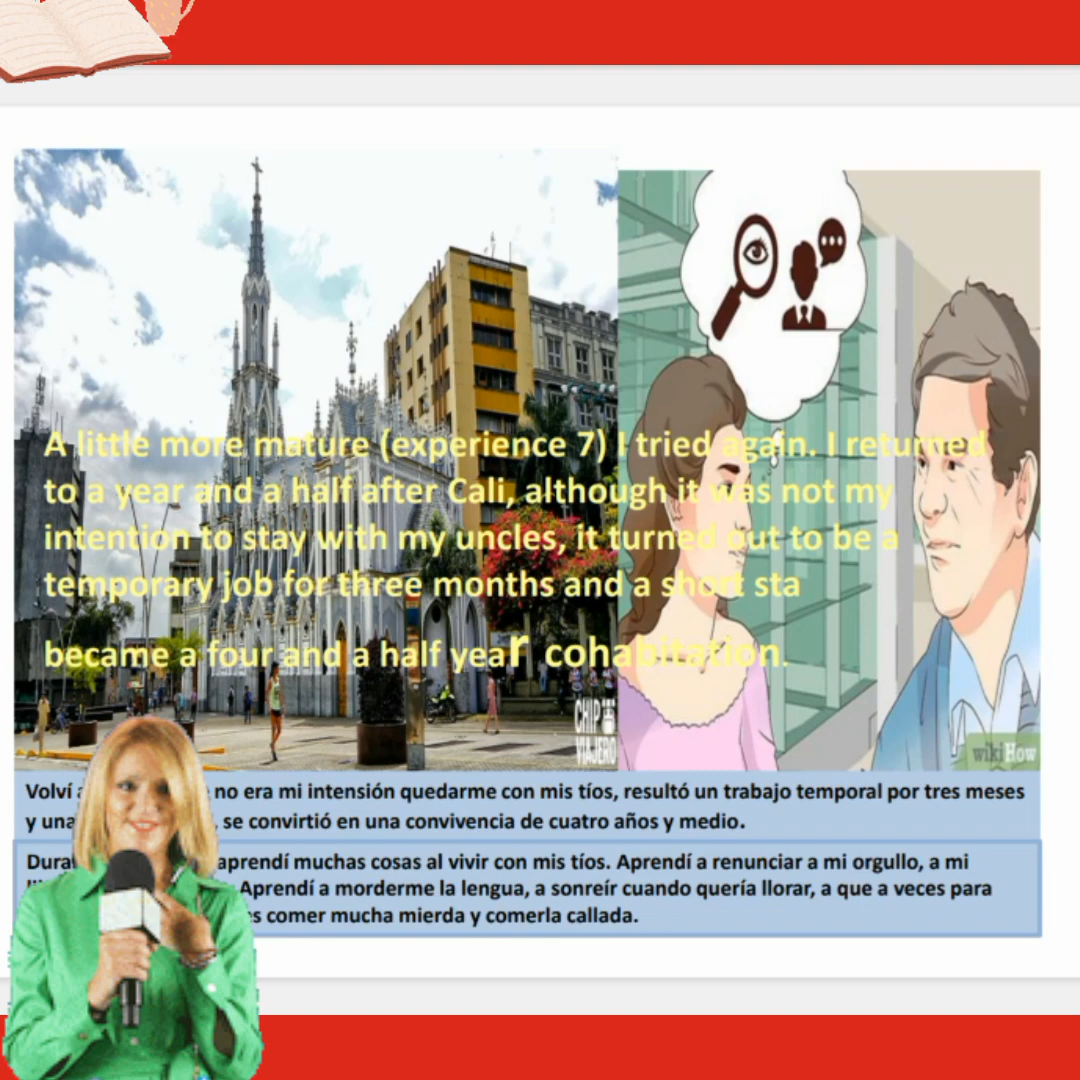 A little more mature (experience 7) I tried again. I returned
to a year and a half after Cali, although it was not my
intention to stay with my uncles, it turned out to be a
temporary job for three months and a short sta
became a four and a half year cohabitation.
CHIP
VIAJERO
wikiHow
Volví no era mi intensión quedarme con mis tíos, resultó un trabajo temporal por tres meses
y una , se convirtió en una convivencia de cuatro años y medio.
aprendí muchas cosas al vivir con mis tíos. Aprendí a renunciar a mi orgullo, a mi
Aprendí a morderme la lengua, a sonreír cuando quería llorar, a que a veces para
comer mucha mierda y comerla callada.